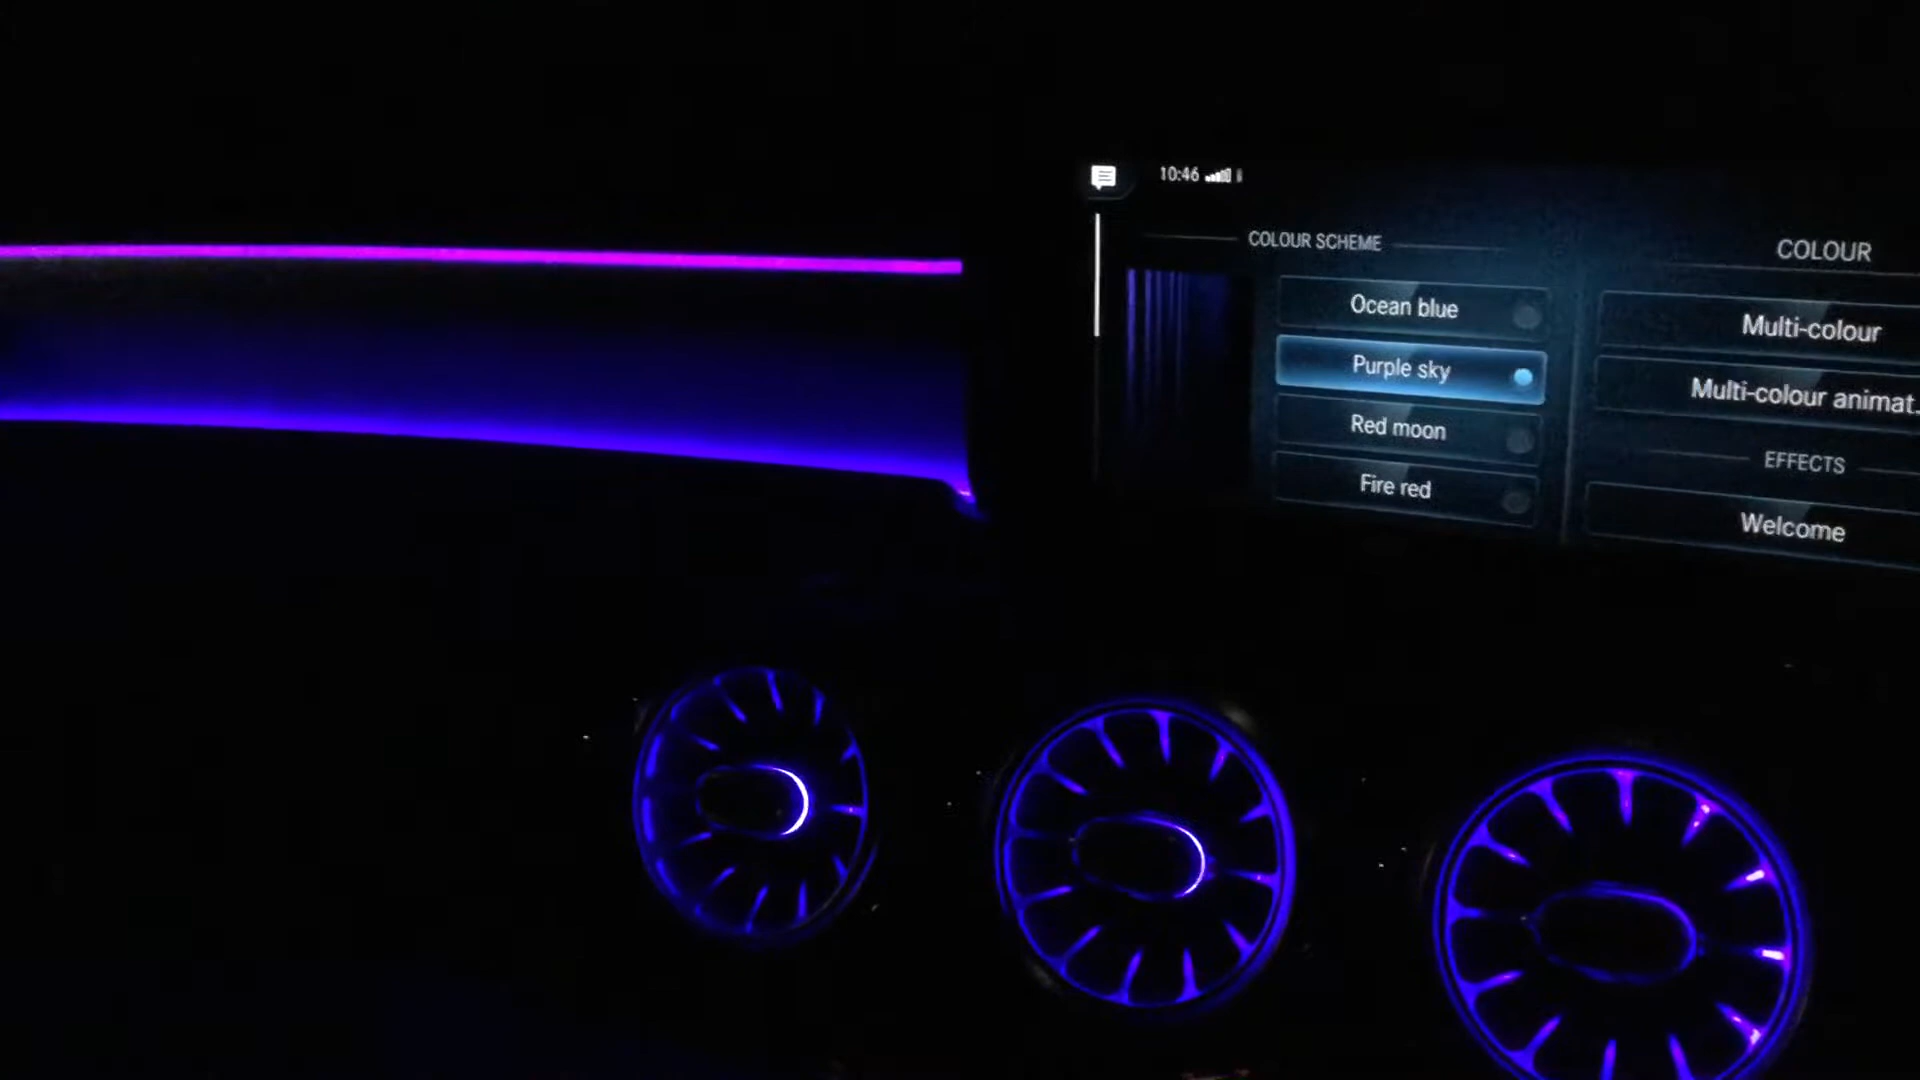 10:46
COLOUR SCHEME
Ocean blue
Purple sky
Red moon
Fire red
COLOUR
Multi-colour
Multi-colour animat.
EFFECTS
Welcome